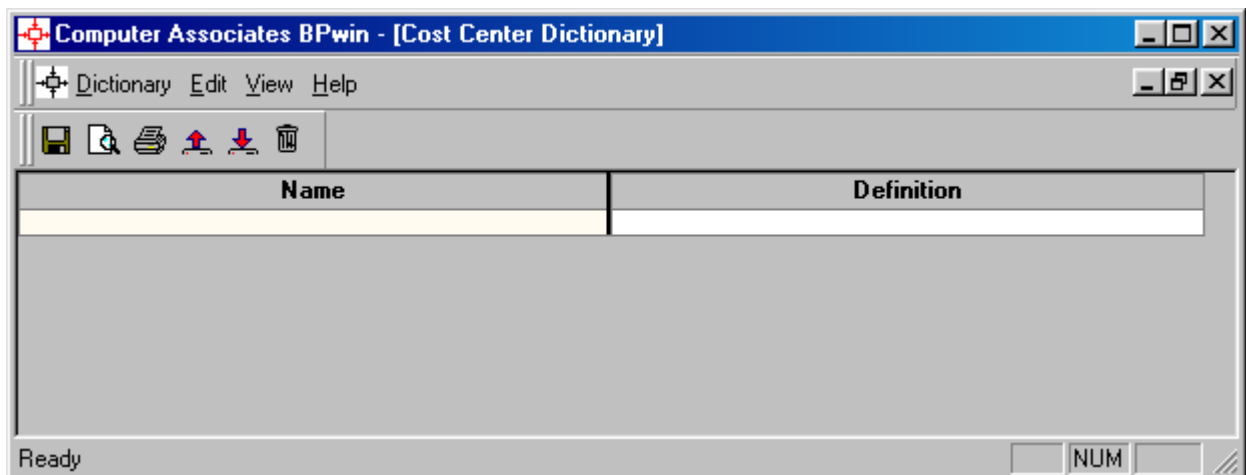 Computer Associates BPwin - [Cost Center Dictionary]
Dictionary Edit View Help
Name Definition
Ready NUM